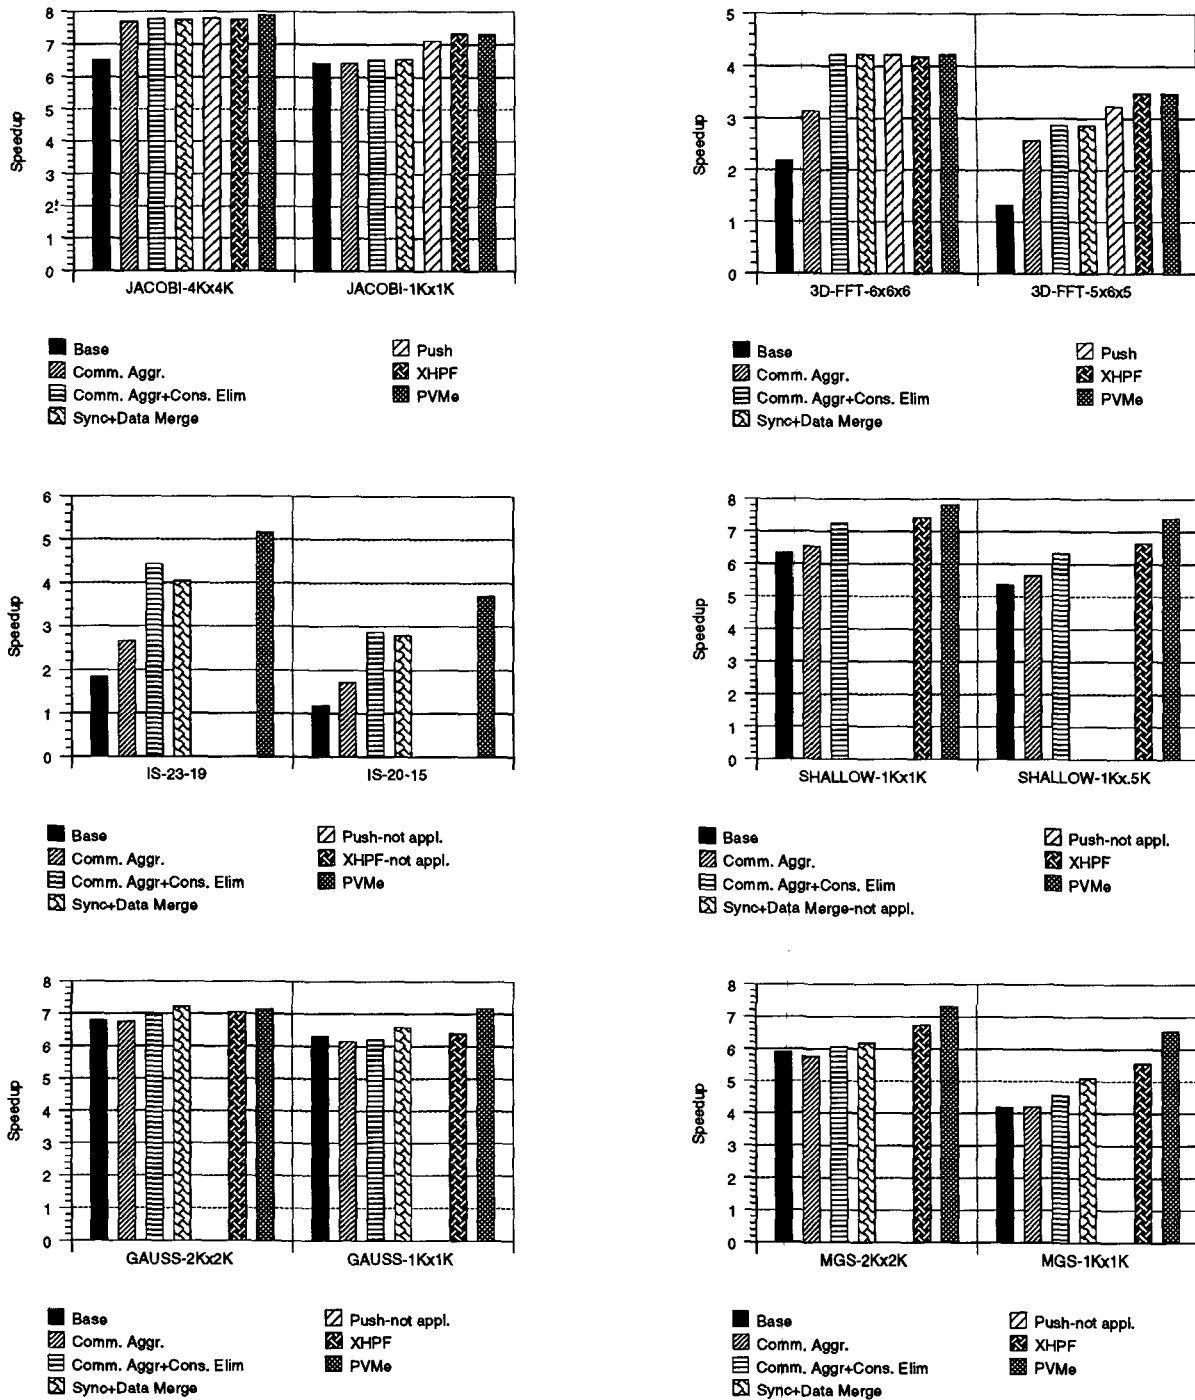 Speedup
8
7
6
5
4
3
2
1
0
JACOBI-4Kx4K JACOBI-1Kx1K
Base
Comm. Aggr.
Comm. Aggr+Cons. Elim
Sync+Data Merge
Push
XHPF
PVMe
Speedup
5
4
3
2
1
0
3D-FFT-6x6x6 3D-FFT-5x6x5
Base
Comm. Aggr.
Comm. Aggr+Cons. Elim
Sync+Data Merge
Push
XHPF
PVMe
Speedup
6
5
4
3
2
1
0
IS-23-19 IS-20-15
Base
Comm. Aggr.
Comm. Aggr+Cons. Elim
Sync+Data Merge
Push-not appl.
XHPF-not appl.
PVMe
Speedup
8
7
6
5
4
3
2
1
0
SHALLOW-1Kx1K SHALLOW-1Kx.5K
Base
Comm. Aggr.
Comm. Aggr+Cons. Elim
Sync+Data Merge-not appl.
Push-not appl.
XHPF
PVMe
Speedup
8
7
6
5
4
3
2
1
0
GAUSS-2Kx2K GAUSS-1Kx1K
Base
Comm. Aggr.
Comm. Aggr+Cons. Elim
Sync+Data Merge
Push-not appl.
XHPF
PVMe
Speedup
8
7
6
5
4
3
2
1
0
MGS-2Kx2K MGS-1Kx1K
Base
Comm. Aggr.
Comm. Aggr+Cons. Elim
Sync+Data Merge
Push-not appl.
XHPF
PVMe